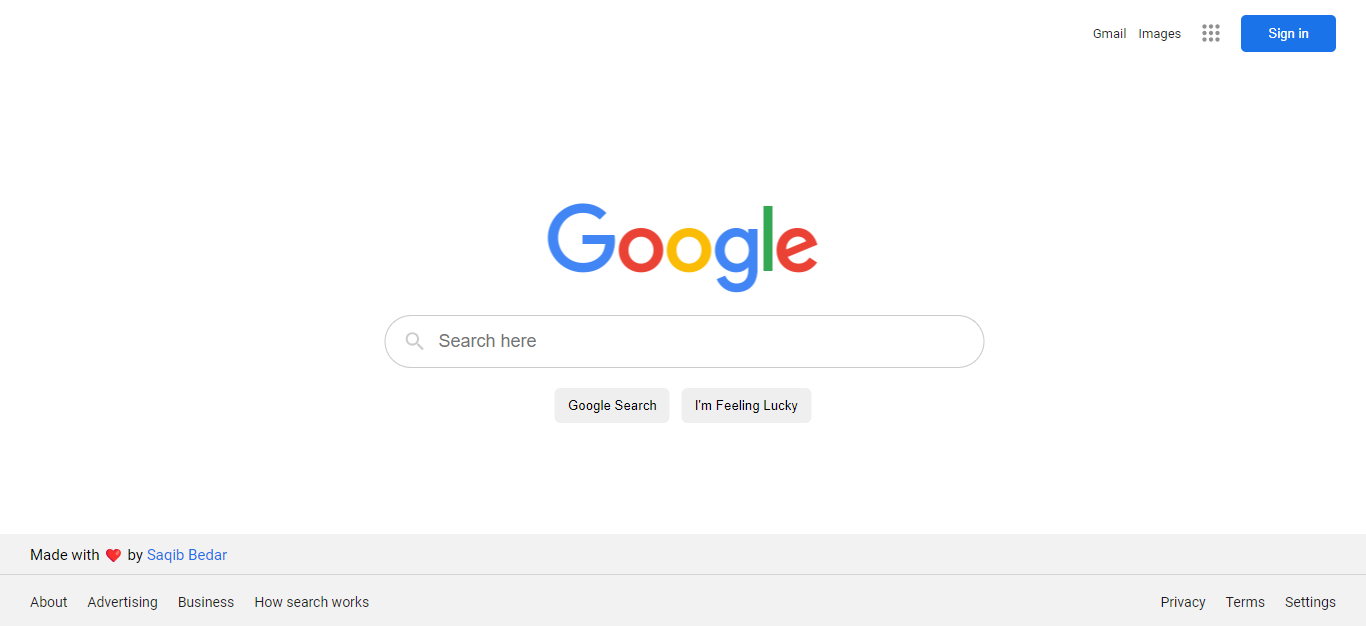 Gmail Images Sign in
Google
Search here
Google Search I'm Feeling Lucky
Made with ❤️ by Saqib Bedar
About Advertising Business How search works Privacy Terms Settings